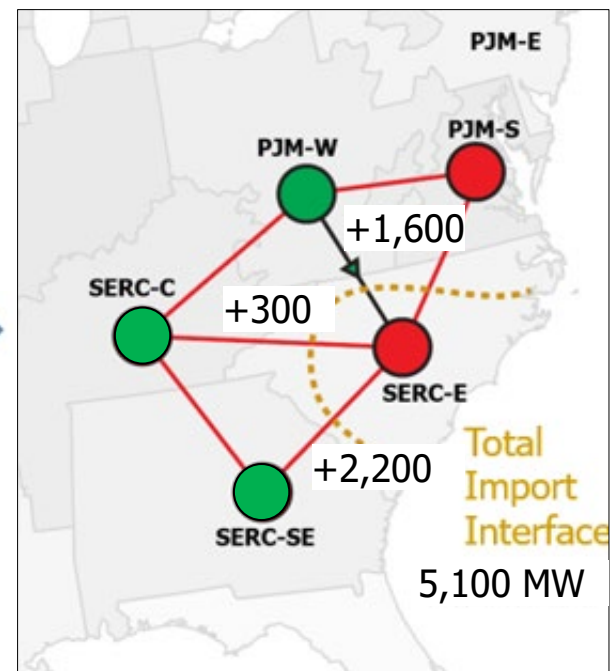 PJM-E
PJM-S
PJM-W
+1,600
SERC-C
+300
SERC-E
Total
Import
Interface
+2,200
SERC-SE
5,100 MW